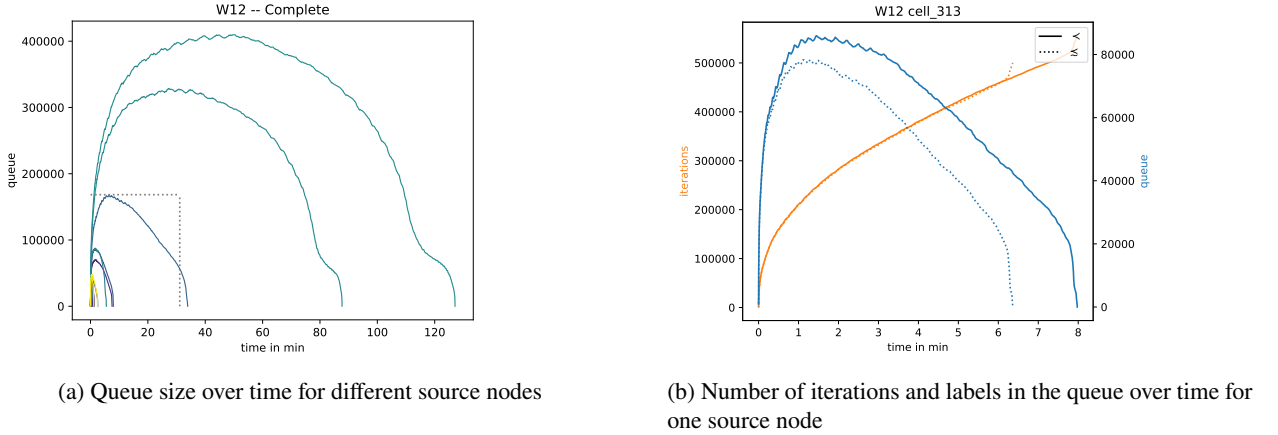 W12 -- Complete
400000
300000
200000
100000
0
queue
0 20 40 60 80 100 120
time in min
(a) Queue size over time for different source nodes
W12 cell_313
500000
400000
300000
200000
100000
0
iterations
80000
60000
40000
20000
0
queue
0 1 2 3 4 5 6 7 8
time in min
(b) Number of iterations and labels in the queue over time for
one source node